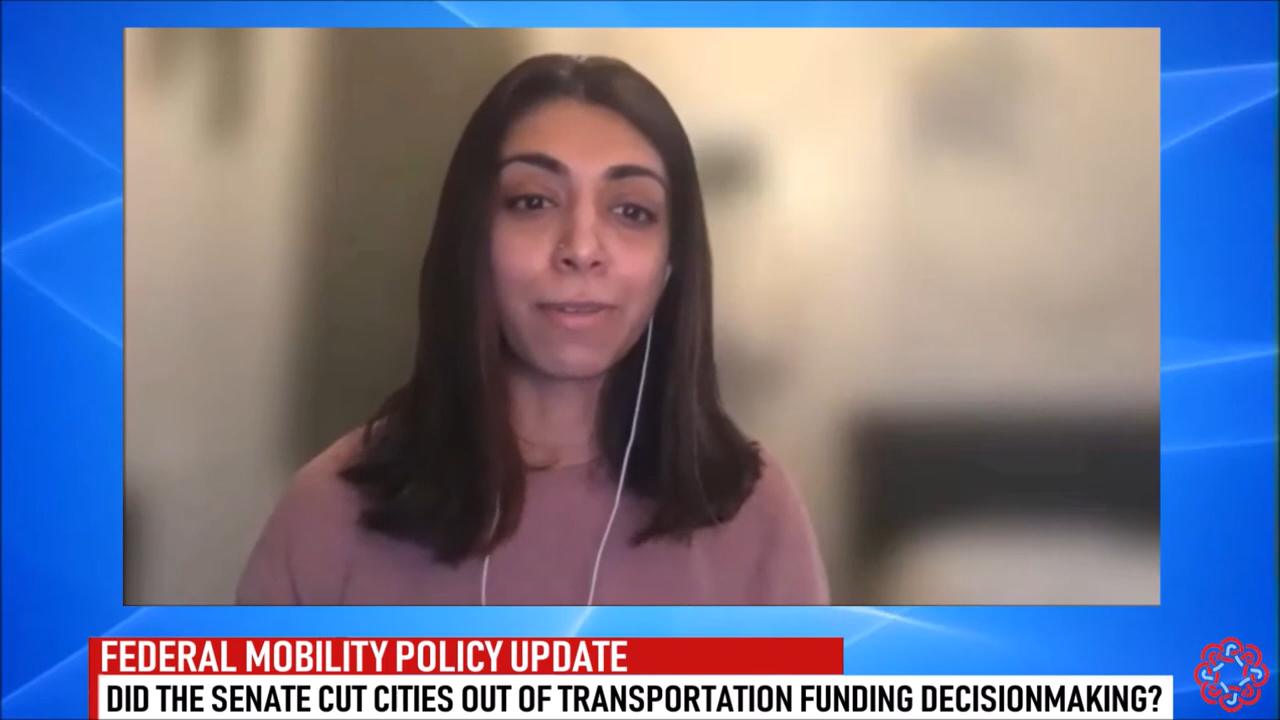 FEDERAL MOBILITY POLICY UPDATE
DID THE SENATE CUT CITIES OUT OF TRANSPORTATION FUNDING DECISIONMAKING?